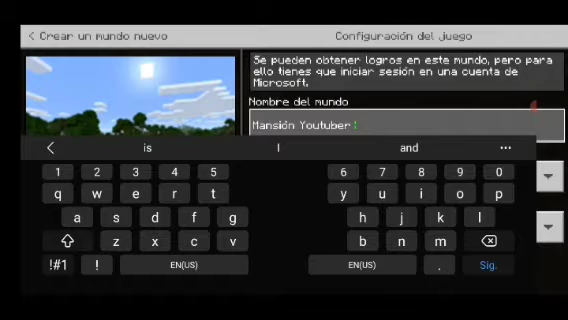 < Crear un mundo nuevo
Configuración del juego
Se pueden obtener logros en este mundo, pero para
ello tienes que iniciar sesión en una cuenta de
Microsoft.
Nombre del mundo
Mansión Youtuber
is I and ...
1 2 3 4 5 6 7 8 9 0
q w e r t y u i o p
a s d f g h j k l
z x c v b n m
!#1 ! EN(US) EN(US) . Sig.